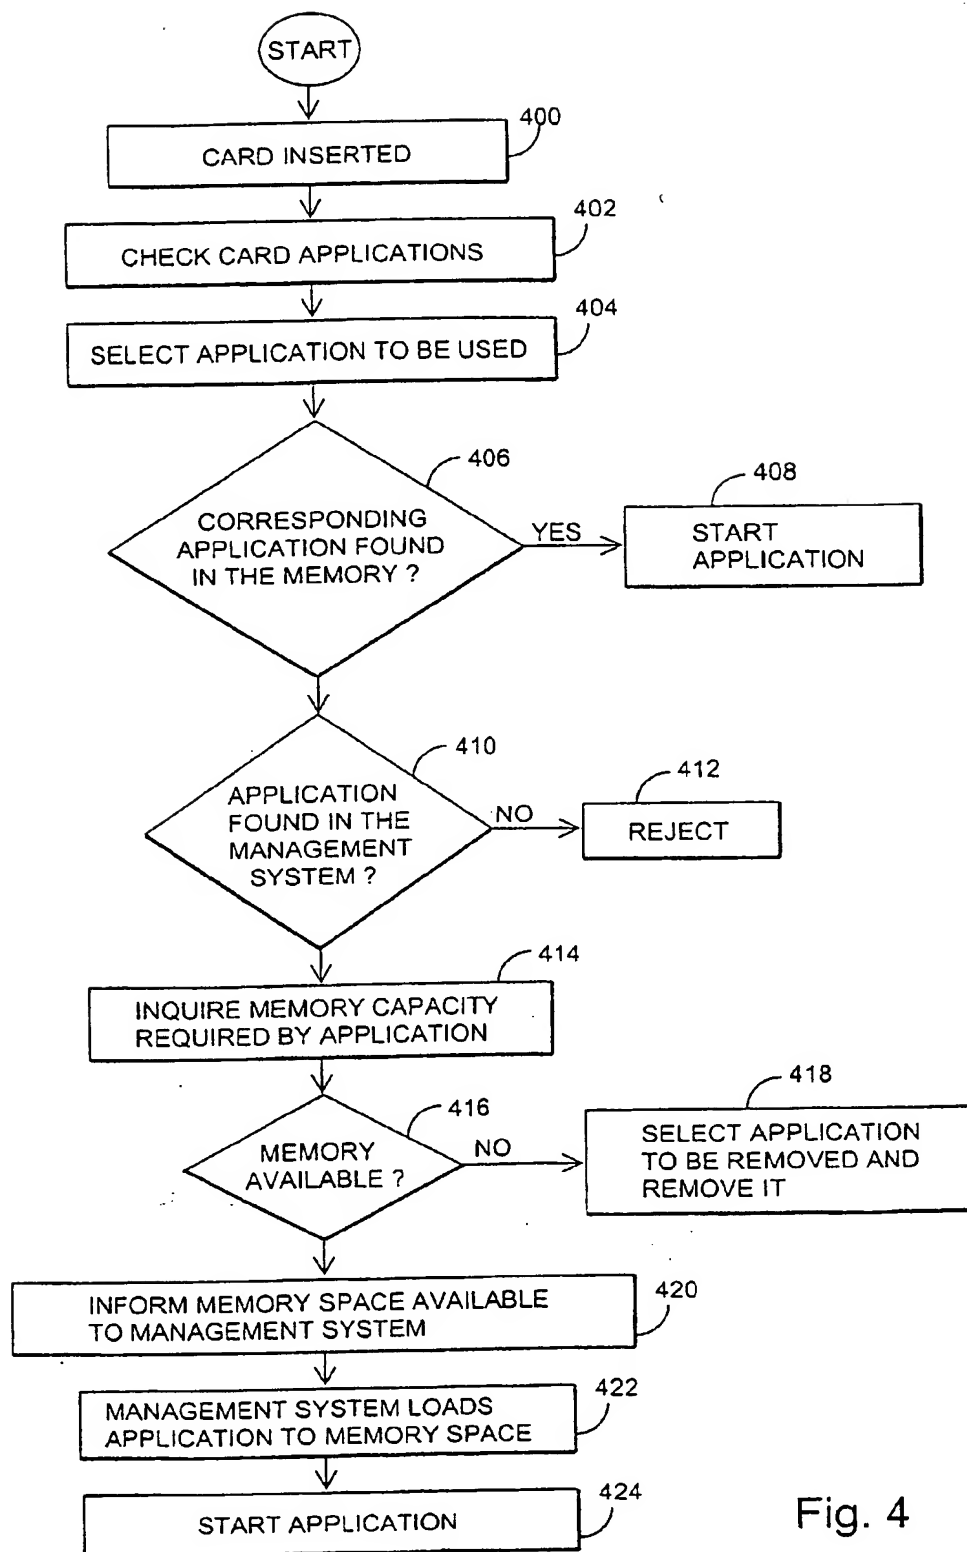 START
400
CARD INSERTED
402
CHECK CARD APPLICATIONS
404
SELECT APPLICATION TO BE USED
406
CORRESPONDING
APPLICATION FOUND
IN THE MEMORY ?
YES
408
START
APPLICATION
410
APPLICATION
FOUND IN THE
MANAGEMENT
SYSTEM ?
NO
412
REJECT
414
INQUIRE MEMORY CAPACITY
REQUIRED BY APPLICATION
416
MEMORY
AVAILABLE ?
NO
418
SELECT APPLICATION
TO BE REMOVED AND
REMOVE IT
420
INFORM MEMORY SPACE AVAILABLE
TO MANAGEMENT SYSTEM
422
MANAGEMENT SYSTEM LOADS
APPLICATION TO MEMORY SPACE
424
START APPLICATION
Fig. 4